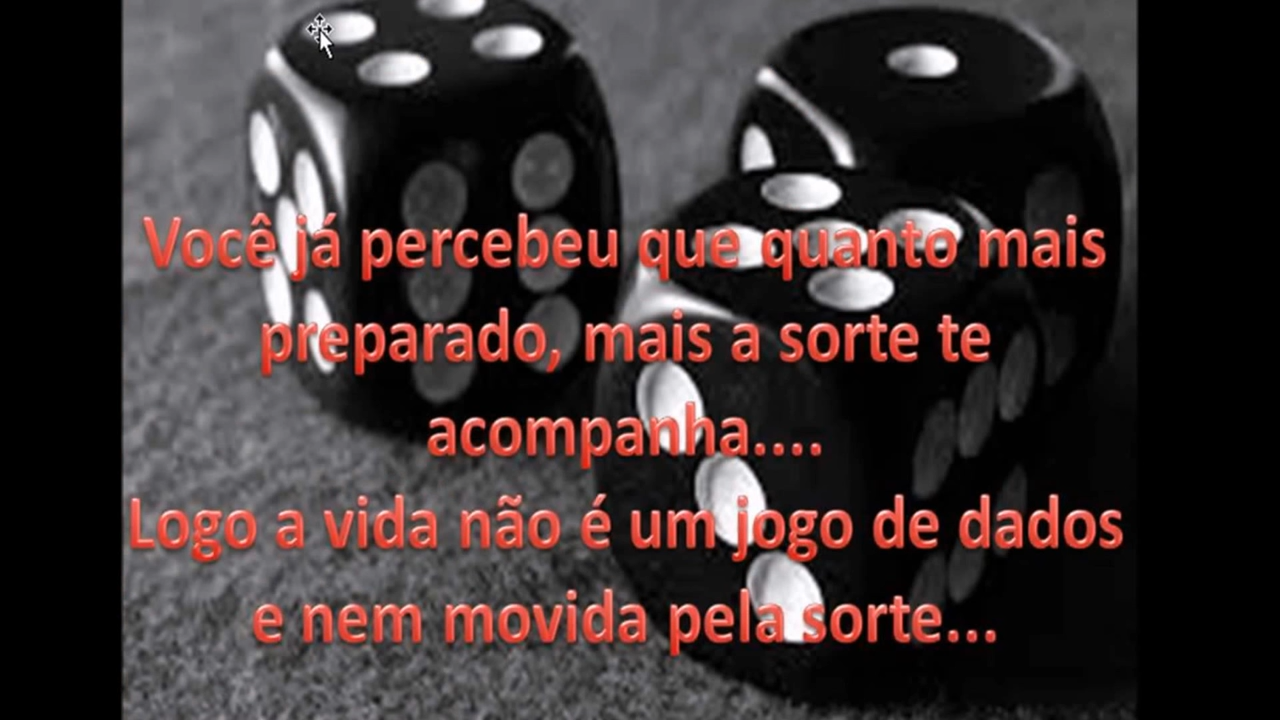 Você já percebeu que quanto mais
preparado, mais a sorte te
acompanha....
Logo a vida não é um jogo de dados
e nem movida pela sorte...